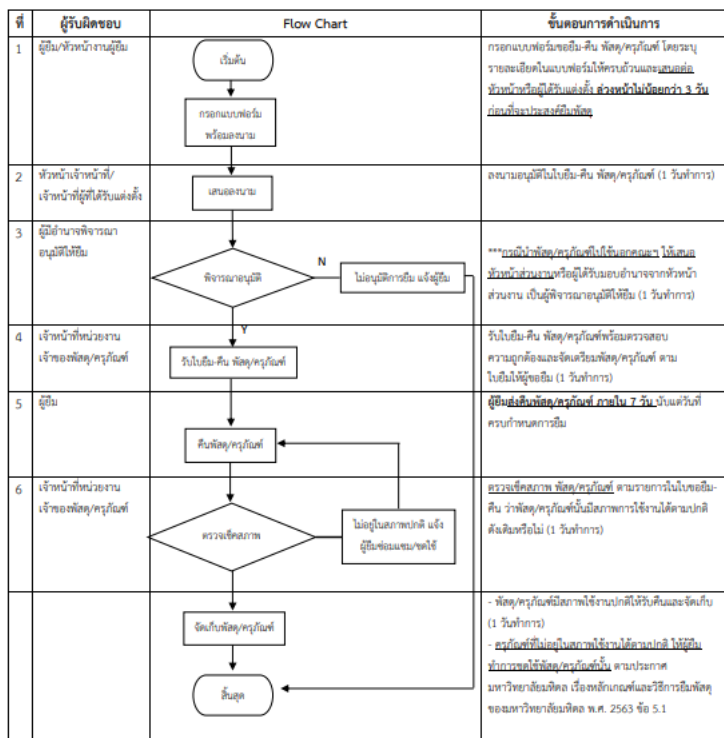 ที่ ผู้รับผิดชอบ Flow Chart ขั้นตอนการดำเนินการ
1 ผู้ยืม/หัวหน้างานผู้ยืม
เริ่มต้น
กรอกแบบฟอร์ม
พร้อมลงนาม
กรอกแบบฟอร์มขอยืม-คืน พัสดุ/ครุภัณฑ์ โดยระบุ
รายละเอียดในแบบฟอร์มให้ครบถ้วนและเสนอต่อ
หัวหน้าหรือผู้ได้รับแต่งตั้ง ล่วงหน้าไม่น้อยกว่า 3 วัน
ก่อนที่จะประสงค์ยืมพัสดุ
2 หัวหน้าเจ้าหน้าที่/
เจ้าหน้าที่ผู้ที่ได้รับแต่งตั้ง
เสนอลงนาม
ลงนามอนุมัติในใบยืม-คืน พัสดุ/ครุภัณฑ์ (1 วันทำการ)
3 ผู้มีอำนาจพิจารณา
อนุมัติให้ยืม
พิจารณาอนุมัติ
N
ไม่อนุมัติการยืม แจ้งผู้ยืม
Y
***กรณีนำพัสดุ/ครุภัณฑ์ไปใช้นอกคณะฯ ให้เสนอ
หัวหน้าส่วนงานหรือผู้ได้รับมอบอำนาจจากหัวหน้า
ส่วนงาน เป็นผู้พิจารณาอนุมัติให้ยืม (1 วันทำการ)
4 เจ้าหน้าที่หน่วยงาน
เจ้าของพัสดุ/ครุภัณฑ์
รับใบยืม-คืน พัสดุ/ครุภัณฑ์
รับใบยืม-คืน พัสดุ/ครุภัณฑ์พร้อมตรวจสอบ
ความถูกต้องและจัดเตรียมพัสดุ/ครุภัณฑ์ ตาม
ใบยืมให้ผู้ขอยืม (1 วันทำการ)
5 ผู้ยืม
คืนพัสดุ/ครุภัณฑ์
ผู้ยืมส่งคืนพัสดุ/ครุภัณฑ์ ภายใน 7 วัน นับแต่วันที่
ครบกำหนดการยืม
6 เจ้าหน้าที่หน่วยงาน
เจ้าของพัสดุ/ครุภัณฑ์
ตรวจเช็คสภาพ
ไม่อยู่ในสภาพปกติ แจ้ง
ผู้ยืมซ่อมแซม/ชดใช้
ตรวจเช็คสภาพ พัสดุ/ครุภัณฑ์ ตามรายการในใบขอยืม-
คืน ว่าพัสดุ/ครุภัณฑ์นั้นมีสภาพการใช้งานได้ตามปกติ
ดังเดิมหรือไม่ (1 วันทำการ)
จัดเก็บพัสดุ/ครุภัณฑ์
สิ้นสุด
- พัสดุ/ครุภัณฑ์มีสภาพใช้งานปกติให้รับคืนและจัดเก็บ
(1 วันทำการ)
- ครุภัณฑ์ที่ไม่อยู่ในสภาพใช้งานได้ตามปกติ ให้ผู้ยืม
ทำการชดใช้พัสดุ/ครุภัณฑ์นั้น ตามประกาศ
มหาวิทยาลัยมหิดล เรื่องหลักเกณฑ์และวิธีการยืมพัสดุ
ของมหาวิทยาลัยมหิดล พ.ศ. 2563 ข้อ 5.1